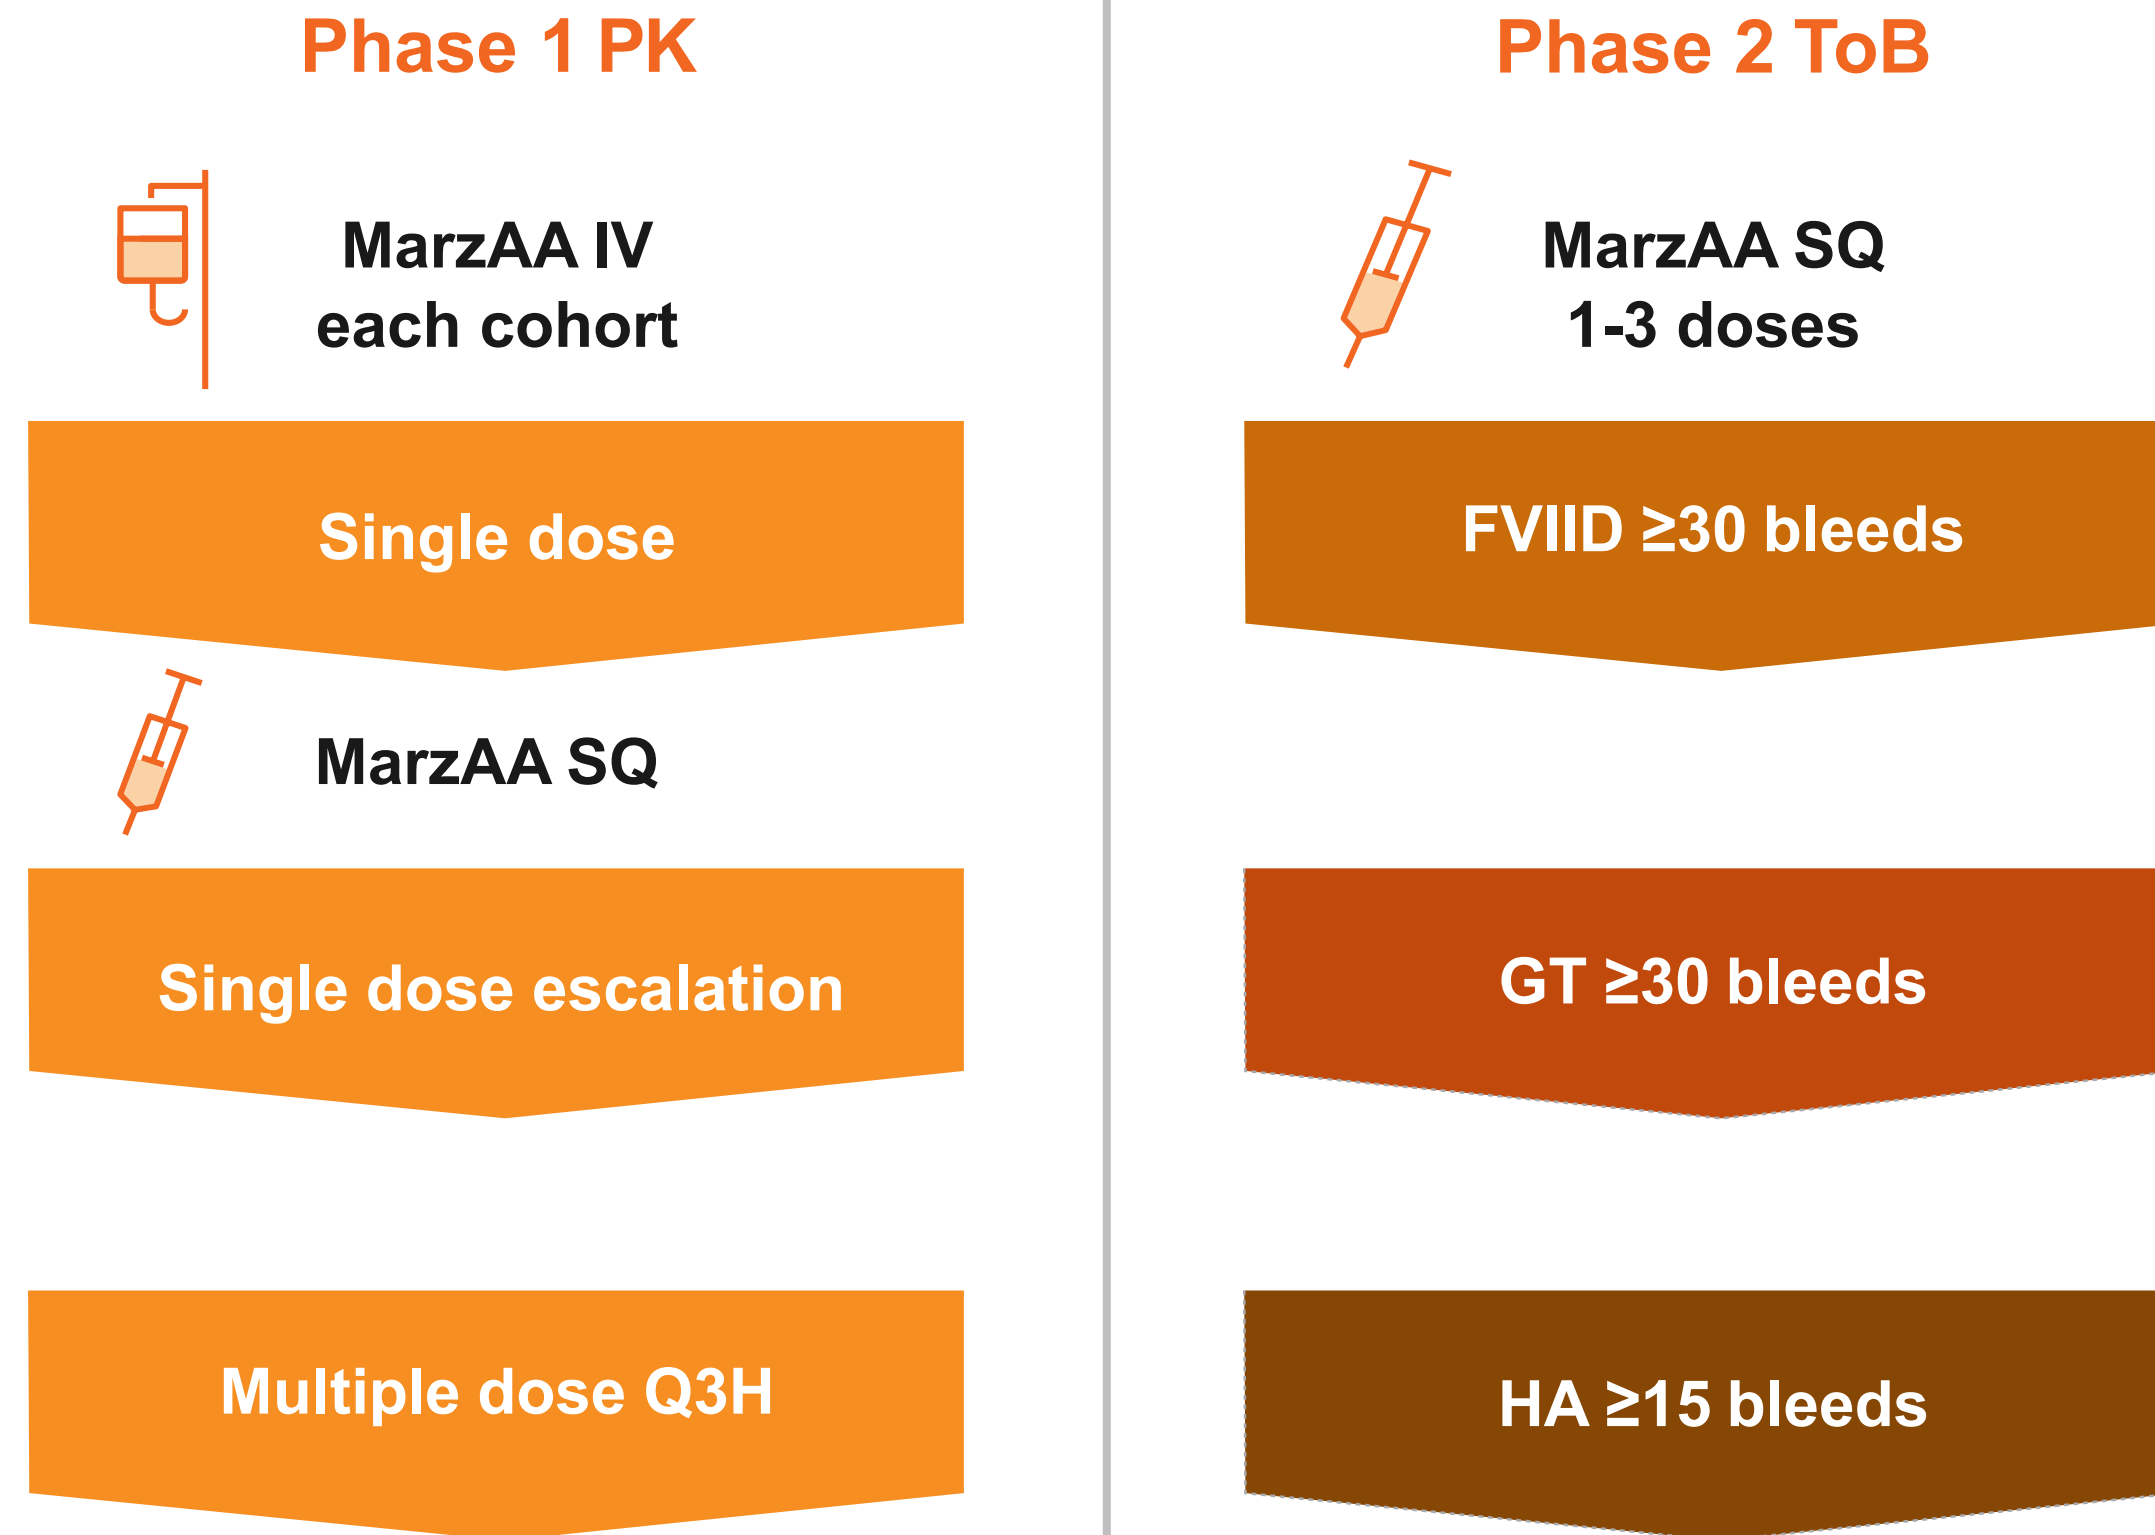 Phase 1 PK
MarzAA IV
each cohort
Single dose
MarzAA SQ
Single dose escalation
Multiple dose Q3H
Phase 2 ToB
MarzAA SQ
1-3 doses
FVIID ≥30 bleeds
GT ≥30 bleeds
HA ≥15 bleeds